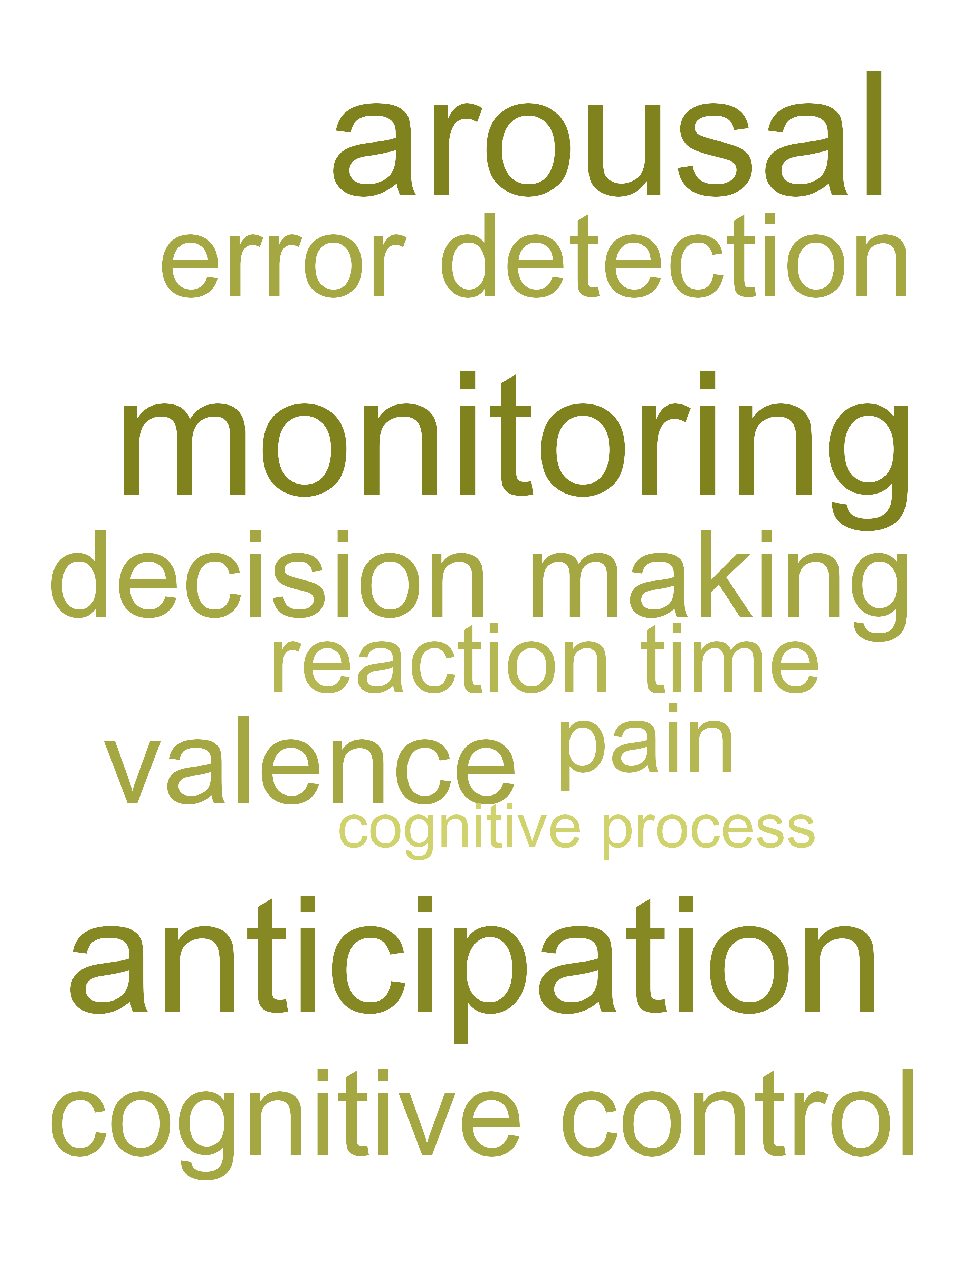 arousal
error detection
monitoring
decision making
reaction time
valence
pain
cognitive process
anticipation
cognitive control